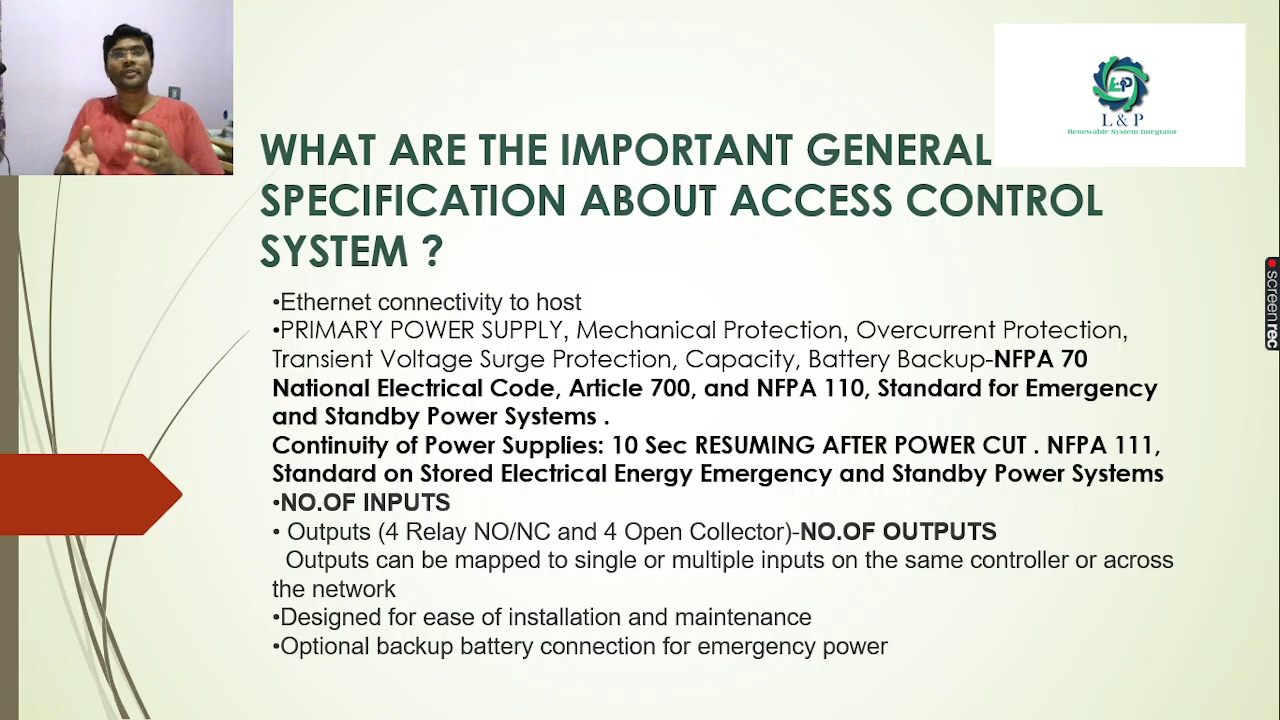 L & P
Renewable System Integrator
WHAT ARE THE IMPORTANT GENERAL
SPECIFICATION ABOUT ACCESS CONTROL
SYSTEM ?
•Ethernet connectivity to host
•PRIMARY POWER SUPPLY, Mechanical Protection, Overcurrent Protection,
Transient Voltage Surge Protection, Capacity, Battery Backup-NFPA 70
National Electrical Code, Article 700, and NFPA 110, Standard for Emergency
and Standby Power Systems .
Continuity of Power Supplies: 10 Sec RESUMING AFTER POWER CUT . NFPA 111,
Standard on Stored Electrical Energy Emergency and Standby Power Systems
•NO.OF INPUTS
• Outputs (4 Relay NO/NC and 4 Open Collector)-NO.OF OUTPUTS
Outputs can be mapped to single or multiple inputs on the same controller or across
the network
•Designed for ease of installation and maintenance
•Optional backup battery connection for emergency power
screenrec